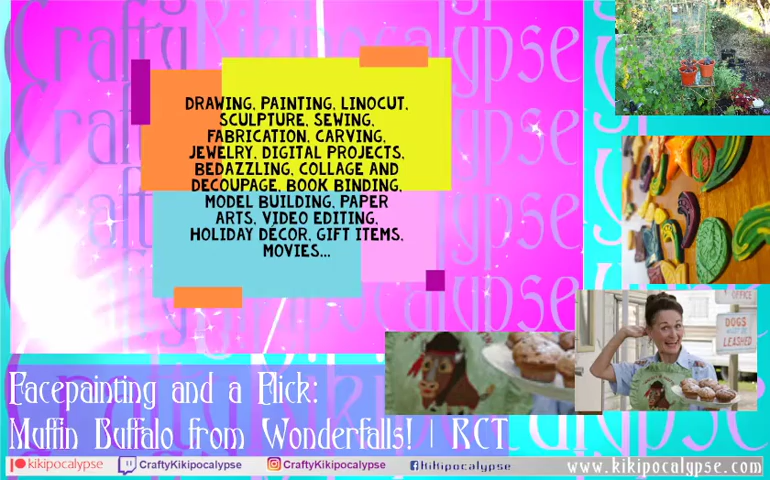 Crafty Kikipocalypse
DRAWING, PAINTING, LINOCUT,
SCULPTURE, SEWING,
FABRICATION, CARVING,
JEWELRY, DIGITAL PROJECTS,
BEDAZZLING, COLLAGE AND
DECOUPAGE, BOOK BINDING,
MODEL BUILDING, PAPER
ARTS, VIDEO EDITING,
HOLIDAY DÉCOR, GIFT ITEMS,
MOVIES...
OFFICE
DOGS
LEASHED
Facepainting and a Flick:
Muffin Buffalo from Wonderfalls! | RCT
kikipocalypse
CraftyKikipocalypse
CraftyKikipocalypse
kikipocalypse
www.kikipocalypse.com